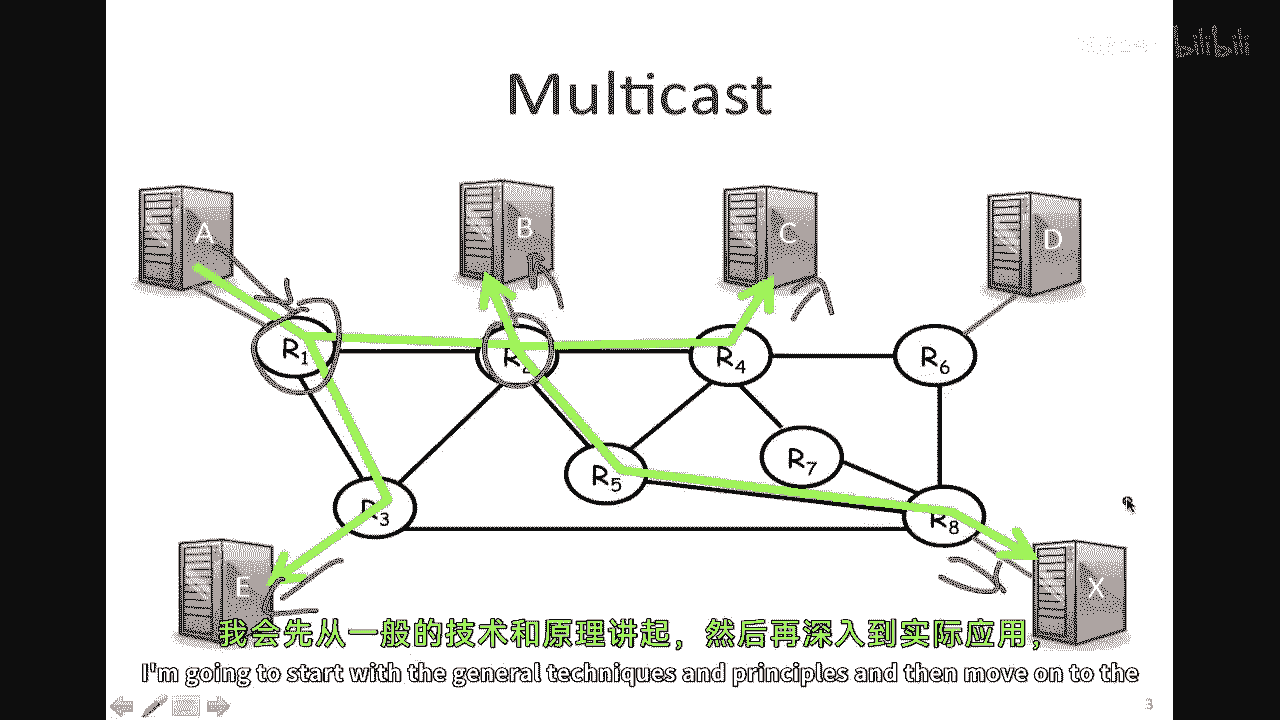 bilibili
Multicast
A
B
C
D
R1
R2
R4
R6
R7
R5
R3
R8
E
X
我会先从一般的技术和原理讲起，然后再深入到实际应用，
I'm going to start with the general techniques and principles and then move on to the
3